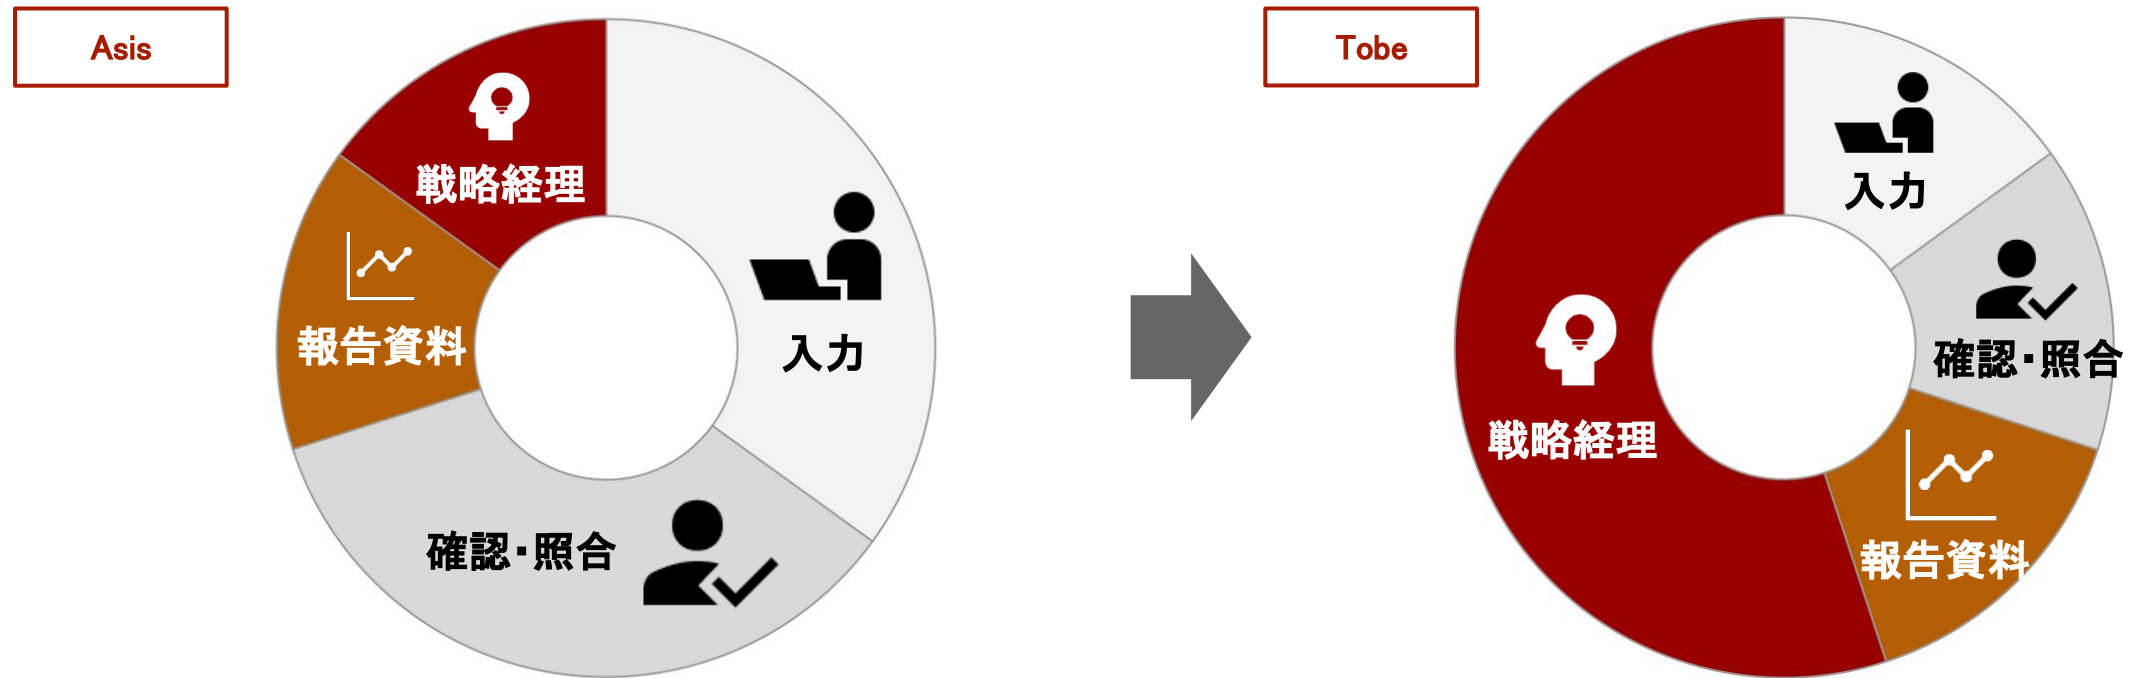 Asis
戦略経理
報告資料
入力
確認・照合
Tobe
入力
確認・照合
戦略経理
報告資料